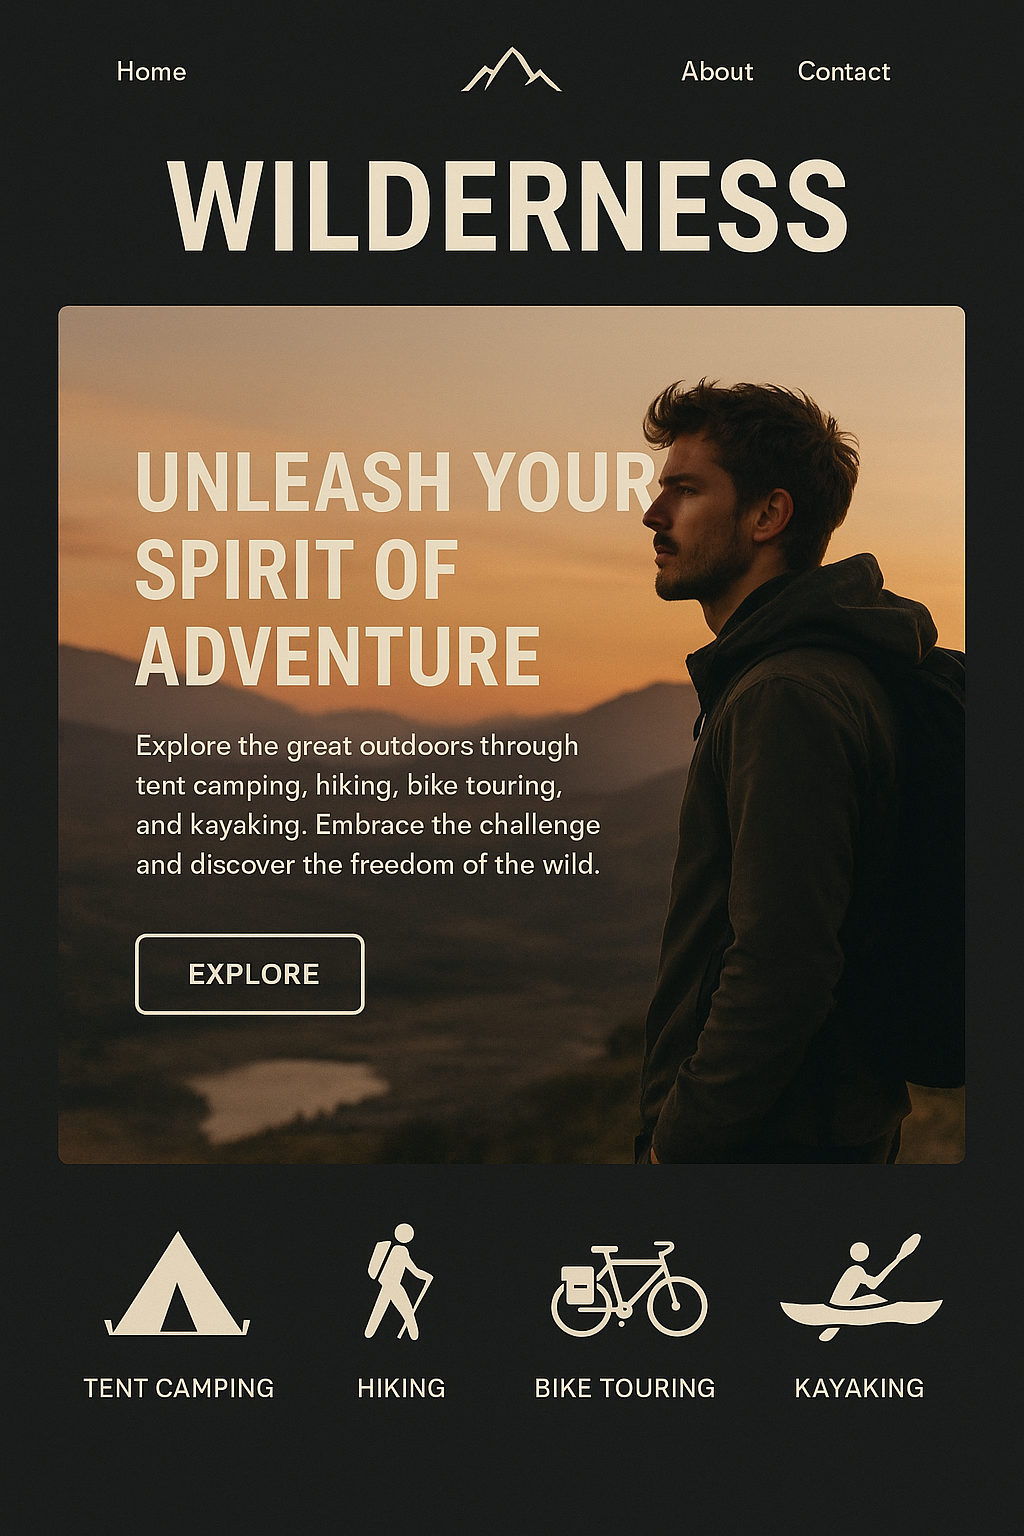 Home
About Contact
WILDERNESS
UNLEASH YOUR
SPIRIT OF
ADVENTURE
Explore the great outdoors through
tent camping, hiking, bike touring,
and kayaking. Embrace the challenge
and discover the freedom of the wild.
EXPLORE
TENT CAMPING
HIKING
BIKE TOURING
KAYAKING